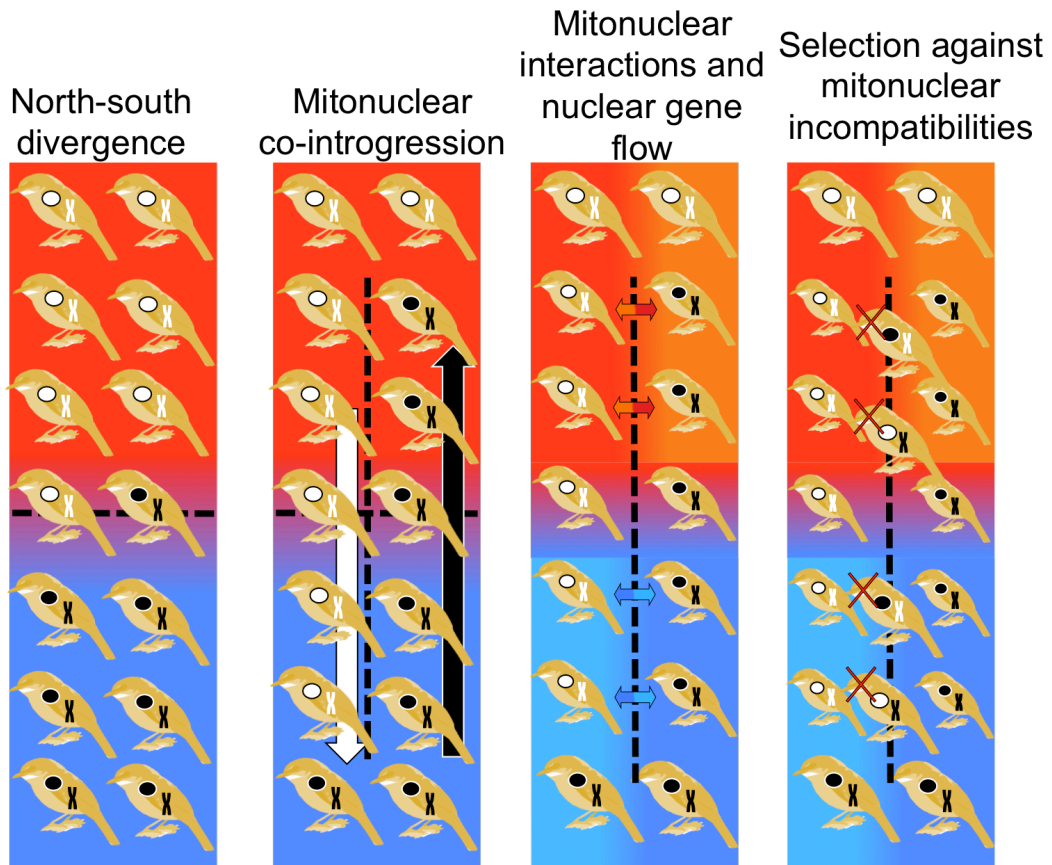 North-south
divergence
Mitonuclear
co-introgression
Mitonuclear
interactions and
nuclear gene
flow
Selection against
mitonuclear
incompatibilities